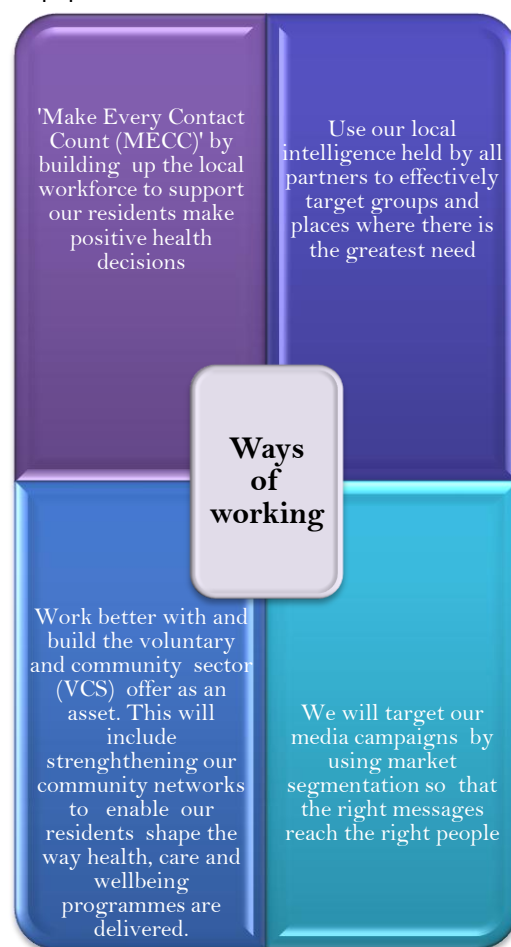 'Make Every Contact
Count (MECC)' by
building up the local
workforce to support
our residents make
positive health
decisions
Use our local
intelligence held by all
partners to effectively
target groups and
places where there is
the greatest need
Ways
of
working
Work better with and
build the voluntary
and community sector
(VCS) offer as an
asset. This will
include
strenghthening our
community networks
to enable our
residents shape the
way health, care and
wellbeing
programmes are
delivered.
We will target our
media campaigns by
using market
segmentation so that
the right messages
reach the right people